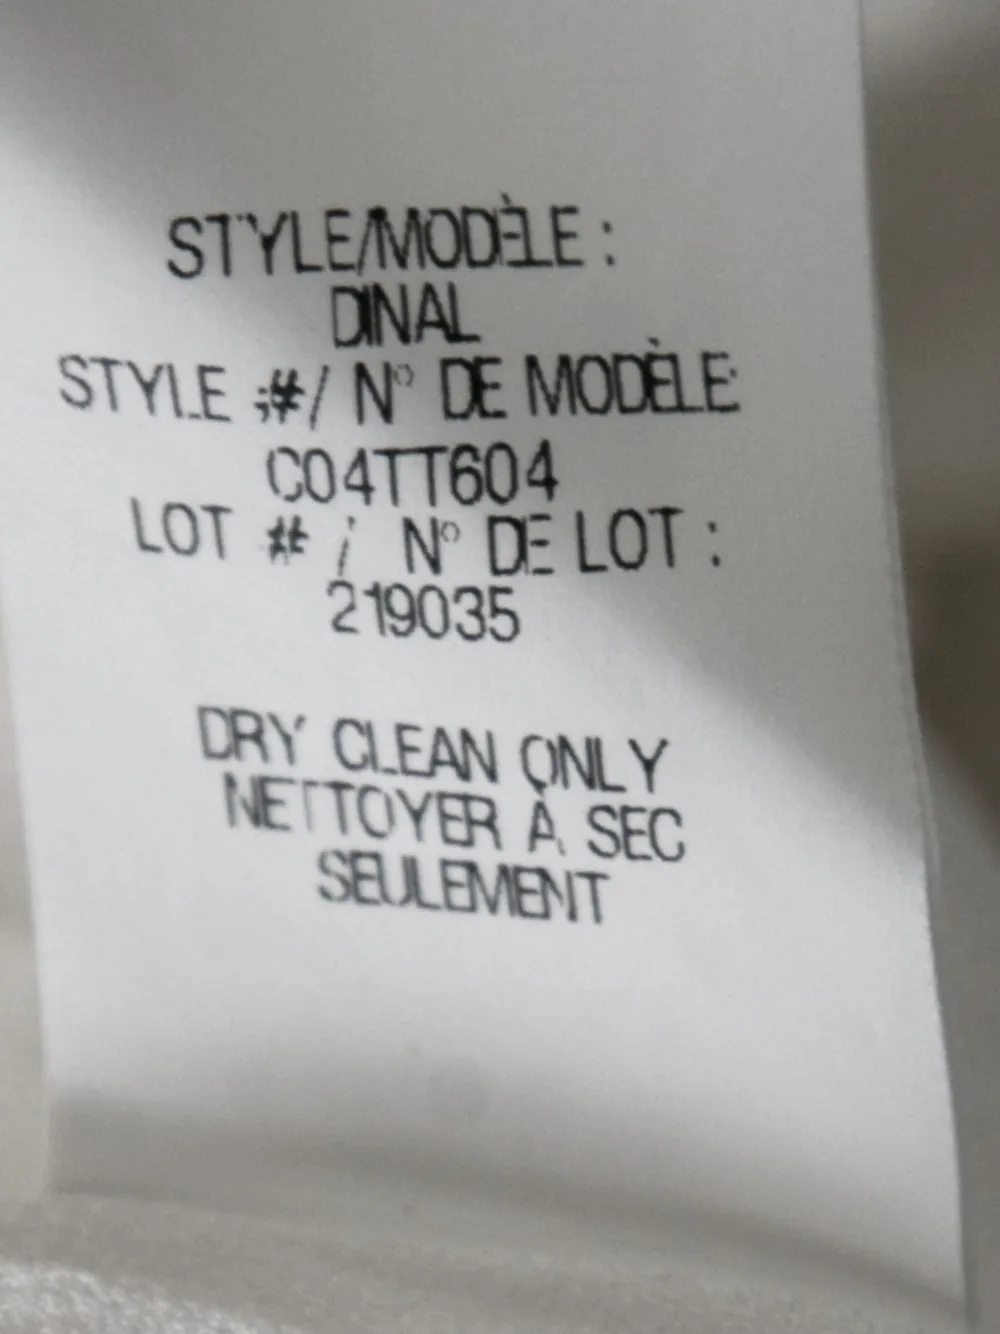 STYLE/MODÈLE :
DINAL
STYLE #/ N° DE MODÈLE:
C04TT604
LOT # / N° DE LOT :
219035
DRY CLEAN ONLY
NETTOYER À SEC
SEULEMENT